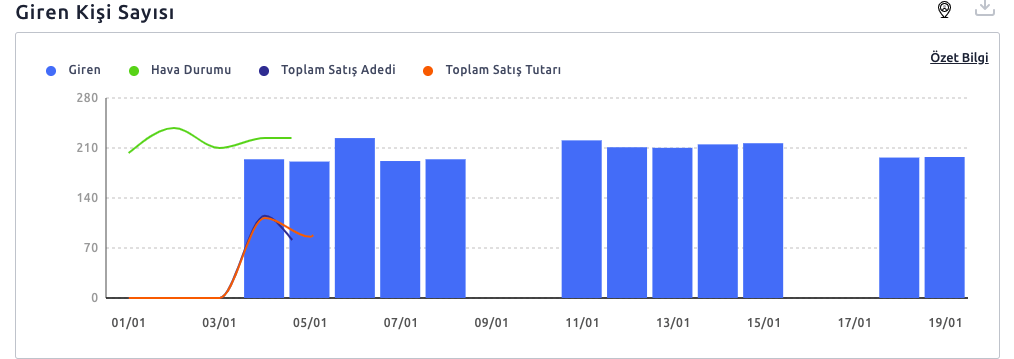 Giren Kişi Sayısı
Özet Bilgi
Giren Hava Durumu Toplam Satış Adedi Toplam Satış Tutarı
280
210
140
70
0
01/01 03/01 05/01 07/01 09/01 11/01 13/01 15/01 17/01 19/01